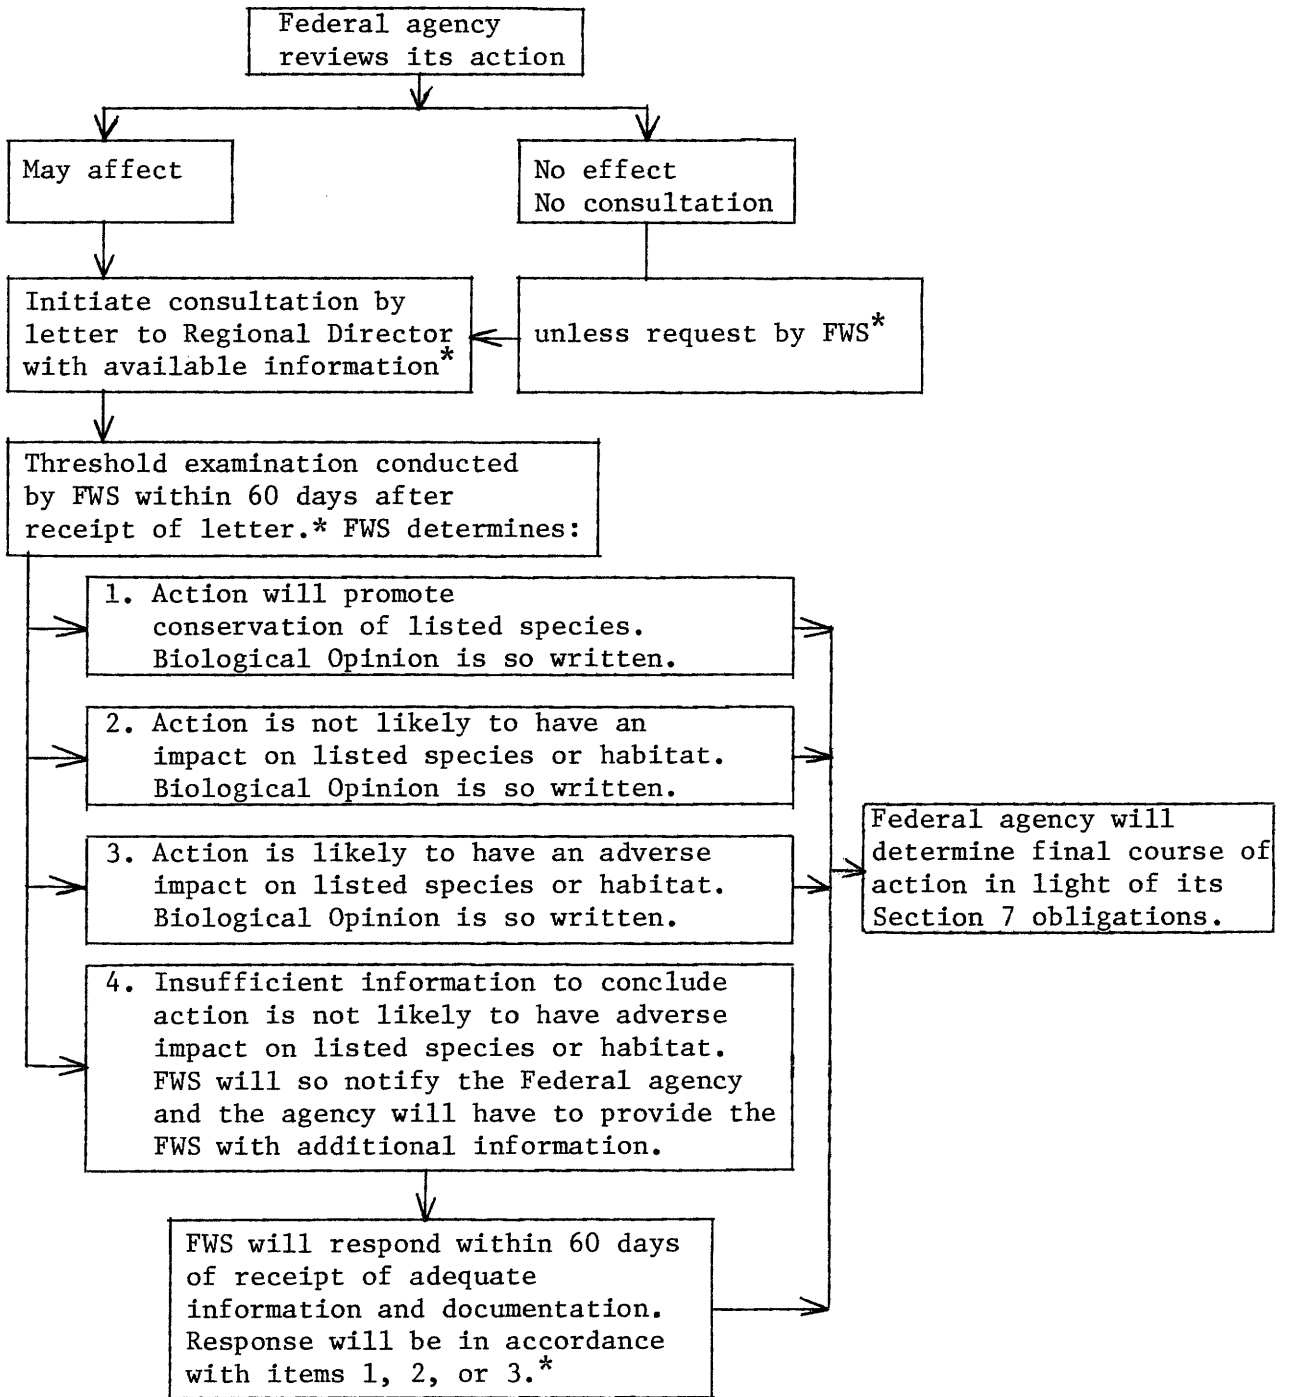 Federal agency
reviews its action
May affect
No effect
No consultation
Initiate consultation by
letter to Regional Director
with available information*
unless request by FWS*
Threshold examination conducted
by FWS within 60 days after
receipt of letter.* FWS determines:
1. Action will promote
conservation of listed species.
Biological Opinion is so written.
2. Action is not likely to have an
impact on listed species or habitat.
Biological Opinion is so written.
3. Action is likely to have an adverse
impact on listed species or habitat.
Biological Opinion is so written.
4. Insufficient information to conclude
action is not likely to have adverse
impact on listed species or habitat.
FWS will so notify the Federal agency
and the agency will have to provide the
FWS with additional information.
Federal agency will
determine final course of
action in light of its
Section 7 obligations.
FWS will respond within 60 days
of receipt of adequate
information and documentation.
Response will be in accordance
with items 1, 2, or 3.*